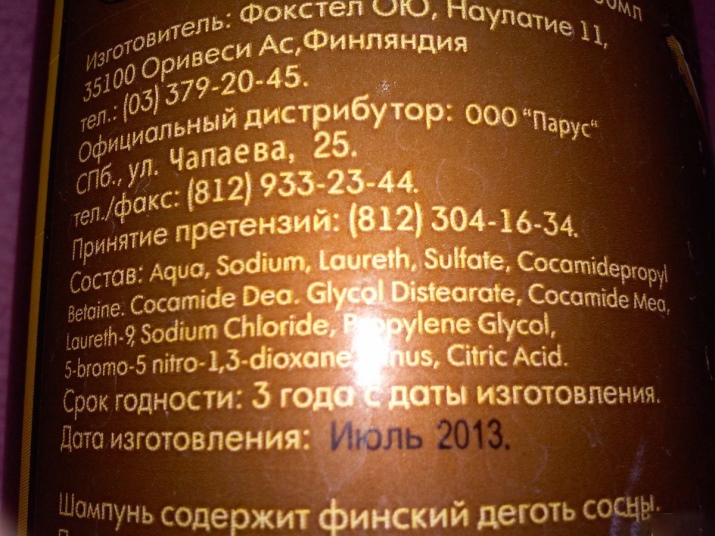 Изготовитель: Фокстел ОЮ, Наулатие 11,
35100 Оривеси Ас,Финляндия
тел.: (03) 379-20-45.
Официальный дистрибутор: ООО "Парус"
СПб., ул. Чапаева, 25.
тел./факс: (812) 933-23-44.
Принятие претензий: (812) 304-16-34.
Состав: Aqua, Sodium, Laureth, Sulfate, Cocamidepropyl
Betaine. Cocamide Dea. Glycol Distearate, Cocamide Mea,
Laureth-9, Sodium Chloride, Propylene Glycol,
5-bromo-5 nitro-1,3-dioxane, Citric Acid.
Срок годности: 3 года с даты изготовления.
Дата изготовления: Июль 2013.
Шампунь содержит финский деготь сосны.